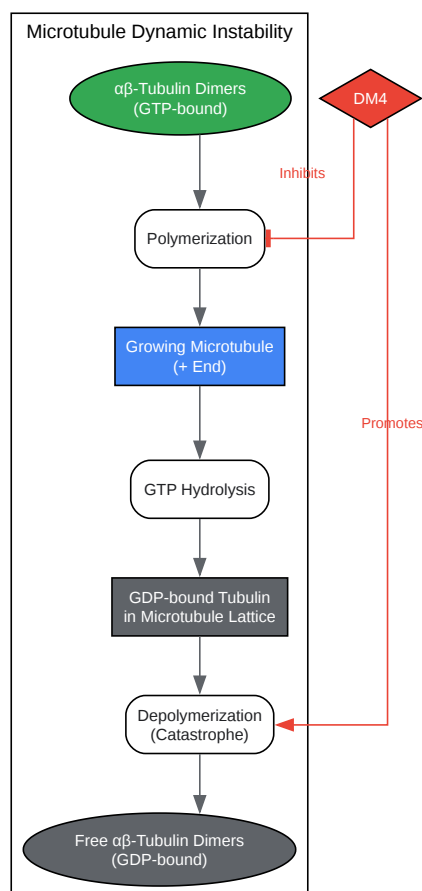 Microtubule Dynamic Instability
αβ-Tubulin Dimers
(GTP-bound)
DM4
Inhibits
Polymerization
Growing Microtubule
(+ End)
Promotes
GTP Hydrolysis
GDP-bound Tubulin
in Microtubule Lattice
Depolymerization
(Catastrophe)
Free αβ-Tubulin Dimers
(GDP-bound)